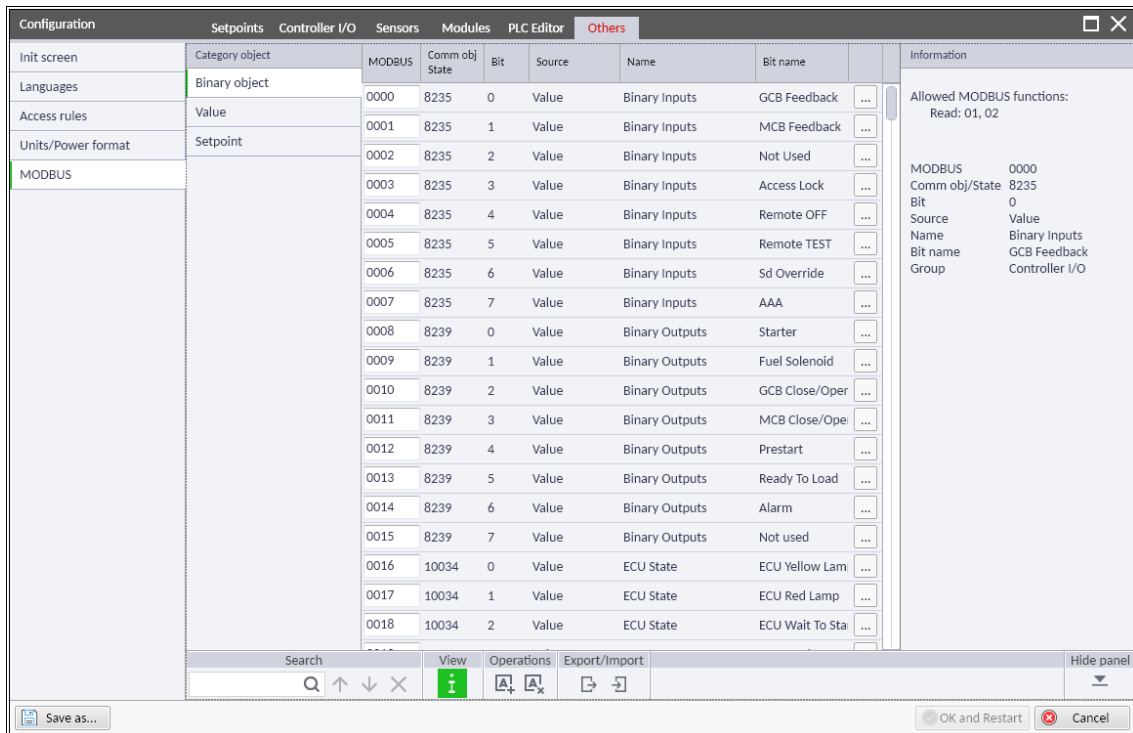 Configuration
Setpoints Controller I/O Sensors Modules PLC Editor Others
Init screen
Languages
Access rules
Units/Power format
MODBUS
Category object
Binary object
Value
Setpoint
MODBUS Comm obj State Bit Source Name Bit name
0000 8235 0 Value Binary Inputs GCB Feedback ...
0001 8235 1 Value Binary Inputs MCB Feedback ...
0002 8235 2 Value Binary Inputs Not Used ...
0003 8235 3 Value Binary Inputs Access Lock ...
0004 8235 4 Value Binary Inputs Remote OFF ...
0005 8235 5 Value Binary Inputs Remote TEST ...
0006 8235 6 Value Binary Inputs Sd Override ...
0007 8235 7 Value Binary Inputs AAA ...
0008 8239 0 Value Binary Outputs Starter ...
0009 8239 1 Value Binary Outputs Fuel Solenoid ...
0010 8239 2 Value Binary Outputs GCB Close/Oper ...
0011 8239 3 Value Binary Outputs MCB Close/Ope ...
0012 8239 4 Value Binary Outputs Prestart ...
0013 8239 5 Value Binary Outputs Ready To Load ...
0014 8239 6 Value Binary Outputs Alarm ...
0015 8239 7 Value Binary Outputs Not used ...
0016 10034 0 Value ECU State ECU Yellow Lam ...
0017 10034 1 Value ECU State ECU Red Lamp ...
0018 10034 2 Value ECU State ECU Wait To Sta ...
Information
Allowed MODBUS functions:
Read: 01, 02
MODBUS 0000
Comm obj/State 8235
Bit 0
Source Value
Name Binary Inputs
Bit name GCB Feedback
Group Controller I/O
Search View Operations Export/Import Hide panel
Save as... OK and Restart Cancel